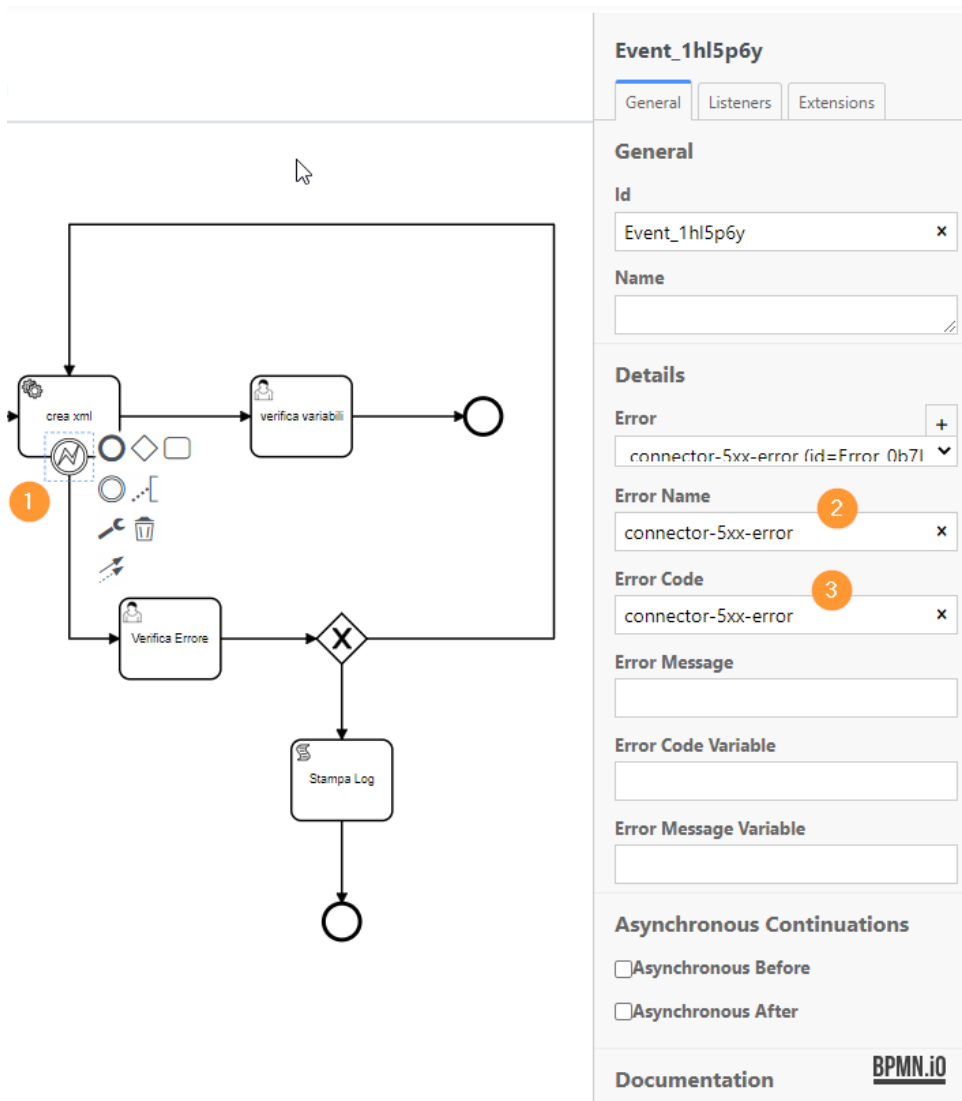 Event_1hl5p6y
General
Listeners
Extensions
General
Id
Event_1hl5p6y
Name
Details
Error
connector-5xx-error (id=Error_0b7l
Error Name
connector-5xx-error
Error Code
connector-5xx-error
Error Message
Error Code Variable
Error Message Variable
Asynchronous Continuations
Asynchronous Before
Asynchronous After
Documentation
BPMN.iO
crea xml
verifica variabili
1
Verifica Errore
X
Stampa Log
2
3